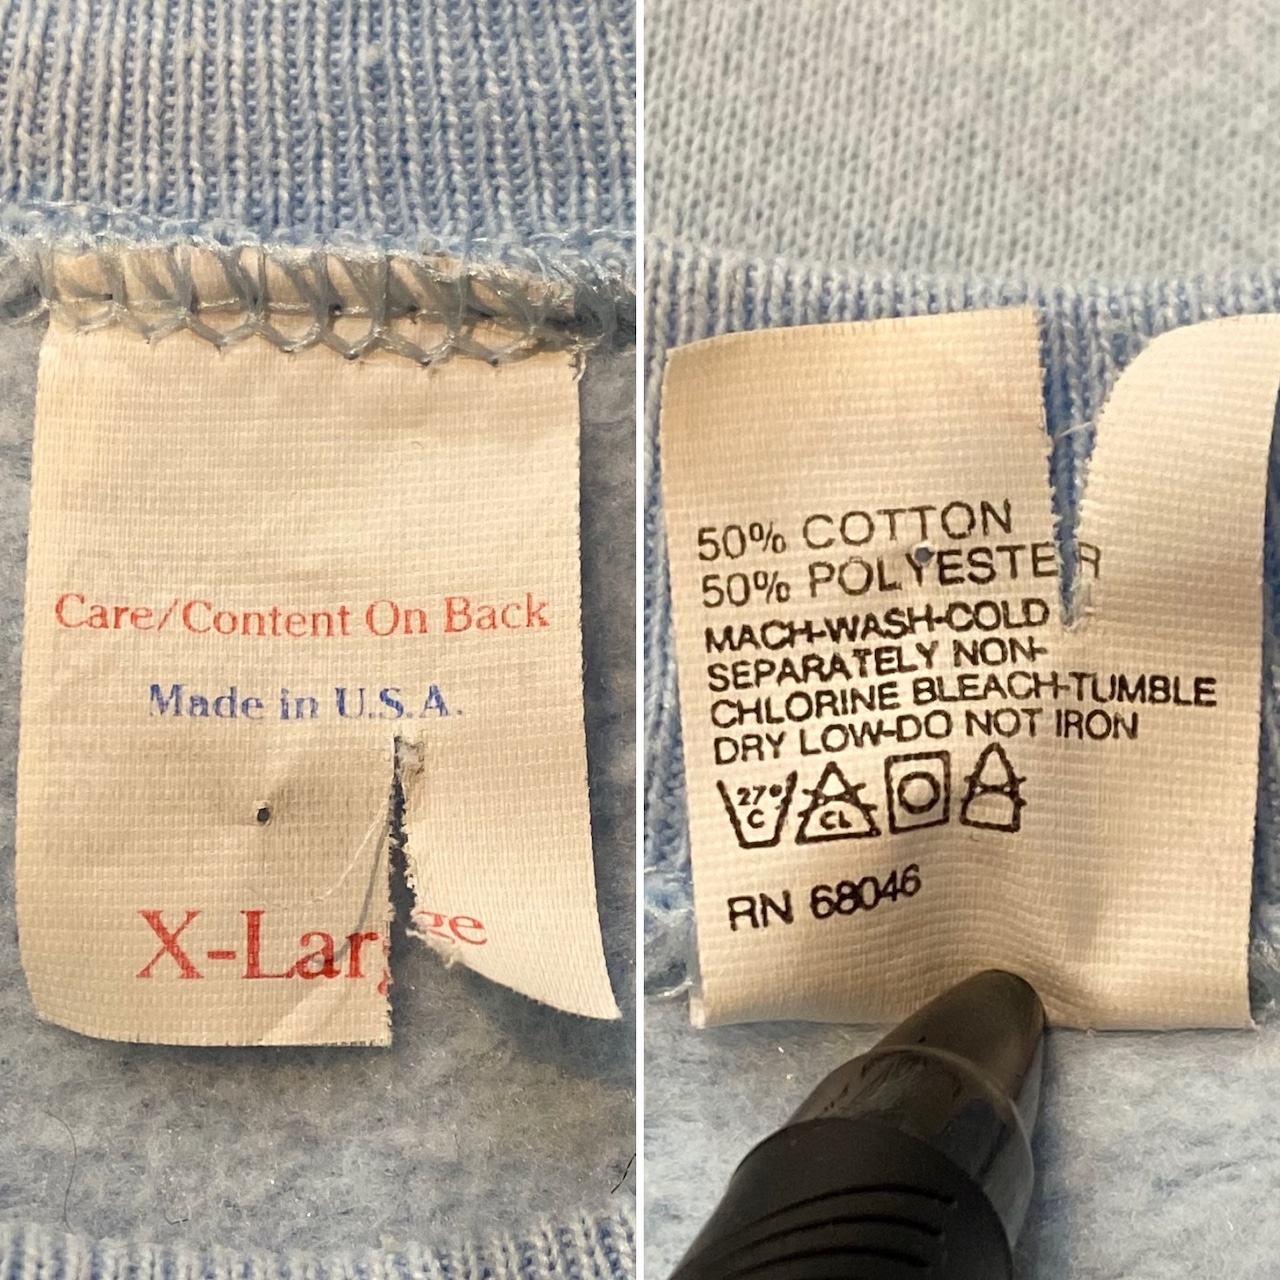 Care/Content On Back
Made in U.S.A.
X-Large
50% COTTON
50% POLYESTER
MACH-WASH-COLD
SEPARATELY NON-
CHLORINE BLEACH-TUMBLE
DRY LOW-DO NOT IRON
27° C CL
RN 68046